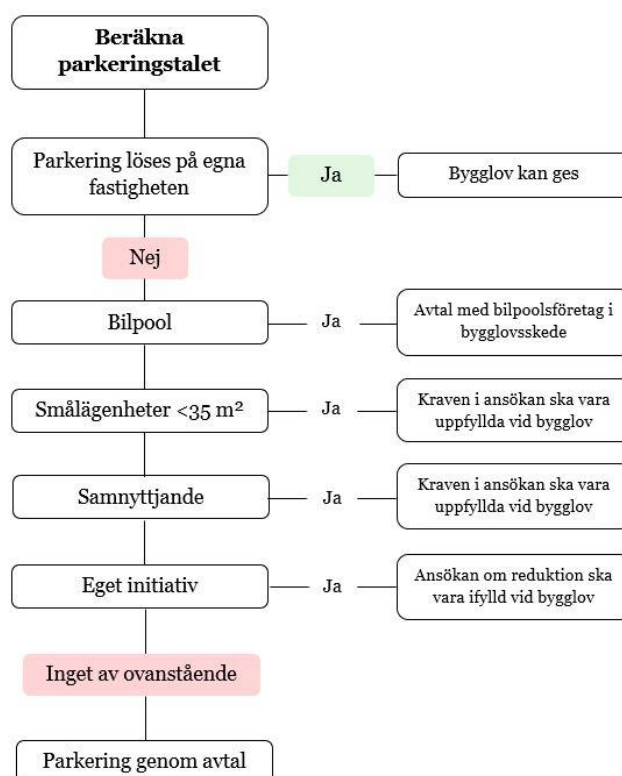 Beräkna
parkeringstalet
Parkering löses på egna
fastigheten
Ja
Bygglov kan ges
Nej
Bilpool
Ja
Avtal med bilpoolsföretag i
bygglovsskede
Smålägenheter <35 m²
Ja
Kraven i ansökan ska vara
uppfyllda vid bygglov
Samnyttjande
Ja
Kraven i ansökan ska vara
uppfyllda vid bygglov
Eget initiativ
Ja
Ansökan om reduktion ska
vara ifylld vid bygglov
Inget av ovanstående
Parkering genom avtal